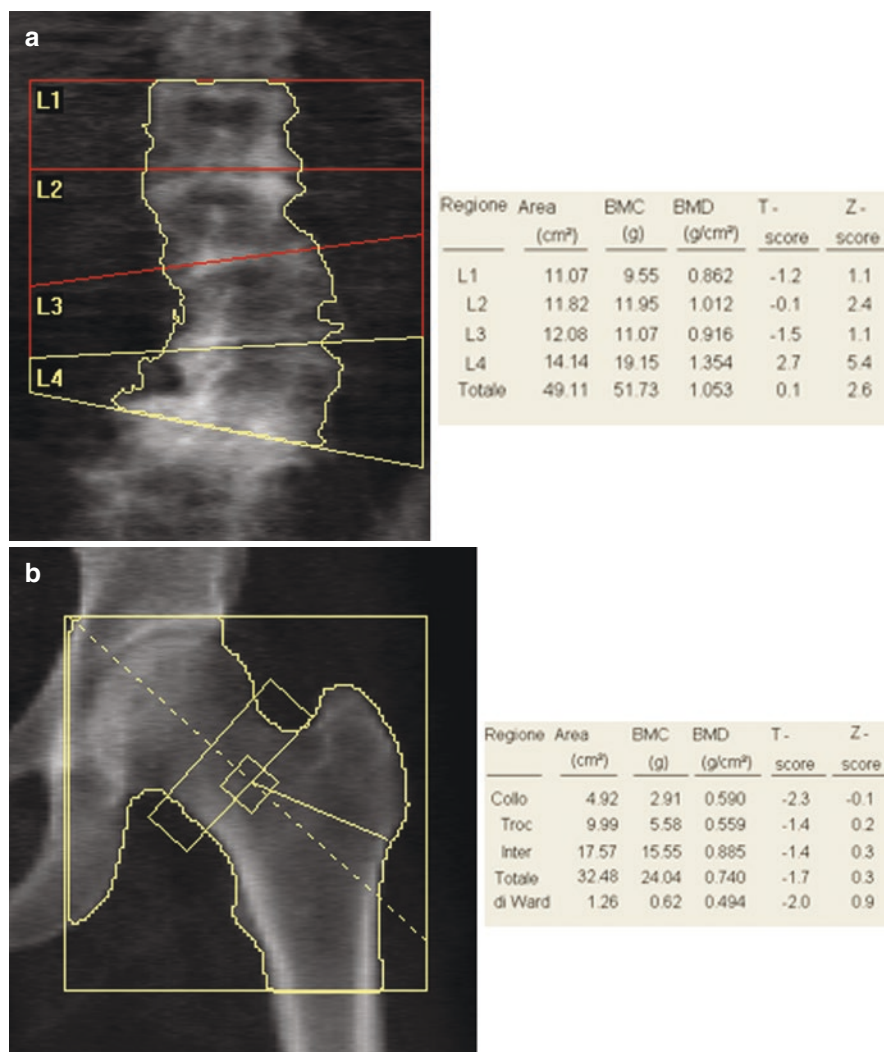 a
L1
L2
L3
L4
Regione Area BMC BMD T- Z-
(cm²) (g) (g/cm²) score score
L1 11.07 9.55 0.862 -1.2 1.1
L2 11.82 11.95 1.012 -0.1 2.4
L3 12.08 11.07 0.916 -1.5 1.1
L4 14.14 19.15 1.354 2.7 5.4
Totale 49.11 51.73 1.053 0.1 2.6
b
Regione Area BMC BMD T- Z-
(cm²) (g) (g/cm²) score score
Collo 4.92 2.91 0.590 -2.3 -0.1
Troc 9.99 5.58 0.559 -1.4 0.2
Inter 17.57 15.55 0.885 -1.4 0.3
Totale 32.48 24.04 0.740 -1.7 0.3
di Ward 1.26 0.62 0.494 -2.0 0.9